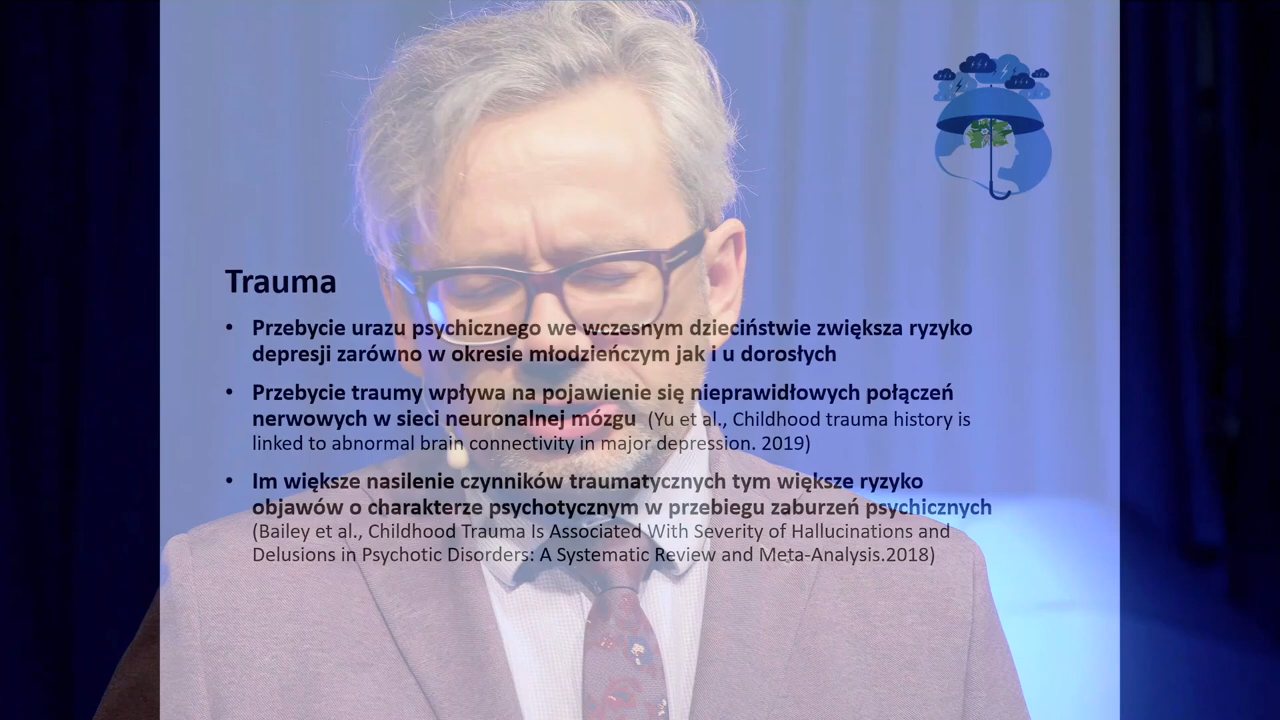 Trauma
• Przebycie urazu psychicznego we wczesnym dzieciństwie zwiększa ryzyko
depresji zarówno w okresie młodzieńczym jak i u dorosłych
• Przebycie traumy wpływa na pojawienie się nieprawidłowych połączeń
nerwowych w sieci neuronalnej mózgu (Yu et al., Childhood trauma history is
linked to abnormal brain connectivity in major depression. 2019)
• Im większe nasilenie czynników traumatycznych tym większe ryzyko
objawów o charakterze psychotycznym w przebiegu zaburzeń psychicznych
(Bailey et al., Childhood Trauma Is Associated With Severity of Hallucinations and
Delusions in Psychotic Disorders: A Systematic Review and Meta-Analysis.2018)